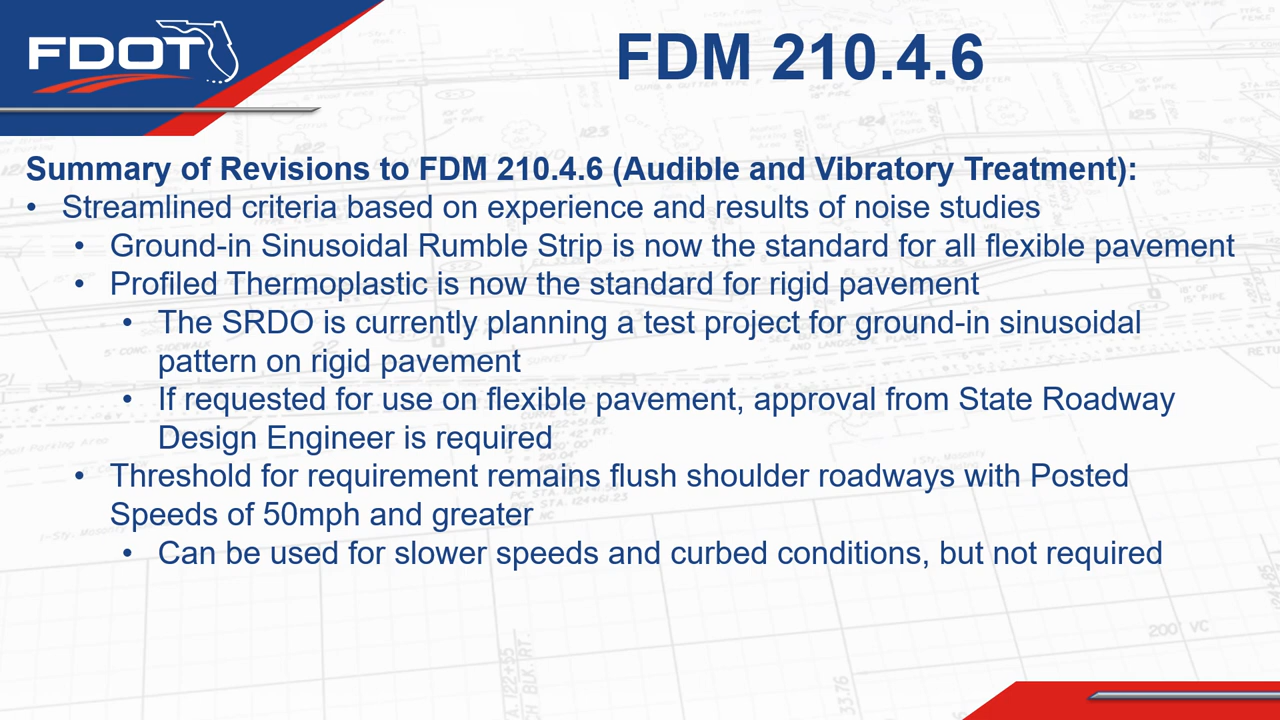 FDOT
FDM 210.4.6
Summary of Revisions to FDM 210.4.6 (Audible and Vibratory Treatment):
• Streamlined criteria based on experience and results of noise studies
• Ground-in Sinusoidal Rumble Strip is now the standard for all flexible pavement
• Profiled Thermoplastic is now the standard for rigid pavement
• The SRDO is currently planning a test project for ground-in sinusoidal
pattern on rigid pavement
• If requested for use on flexible pavement, approval from State Roadway
Design Engineer is required
• Threshold for requirement remains flush shoulder roadways with Posted
Speeds of 50mph and greater
• Can be used for slower speeds and curbed conditions, but not required
200' VC
33.76